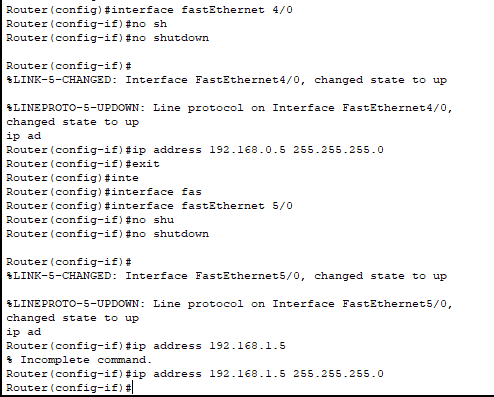 Router(config)#interface fastEthernet 4/0
Router(config-if)#no sh
Router(config-if)#no shutdown
Router(config-if)#
%LINK-5-CHANGED: Interface FastEthernet4/0, changed state to up
%LINEPROTO-5-UPDOWN: Line protocol on Interface FastEthernet4/0,
changed state to up
ip ad
Router(config-if)#ip address 192.168.0.5 255.255.255.0
Router(config-if)#exit
Router(config)#inte
Router(config)#interface fas
Router(config)#interface fastEthernet 5/0
Router(config-if)#no shu
Router(config-if)#no shutdown
Router(config-if)#
%LINK-5-CHANGED: Interface FastEthernet5/0, changed state to up
%LINEPROTO-5-UPDOWN: Line protocol on Interface FastEthernet5/0,
changed state to up
ip ad
Router(config-if)#ip address 192.168.1.5
% Incomplete command.
Router(config-if)#ip address 192.168.1.5 255.255.255.0
Router(config-if)#